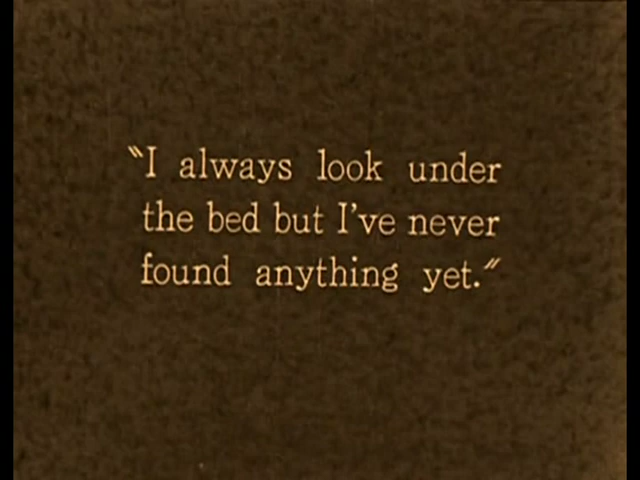 "I always look under
the bed but I've never
found anything yet."